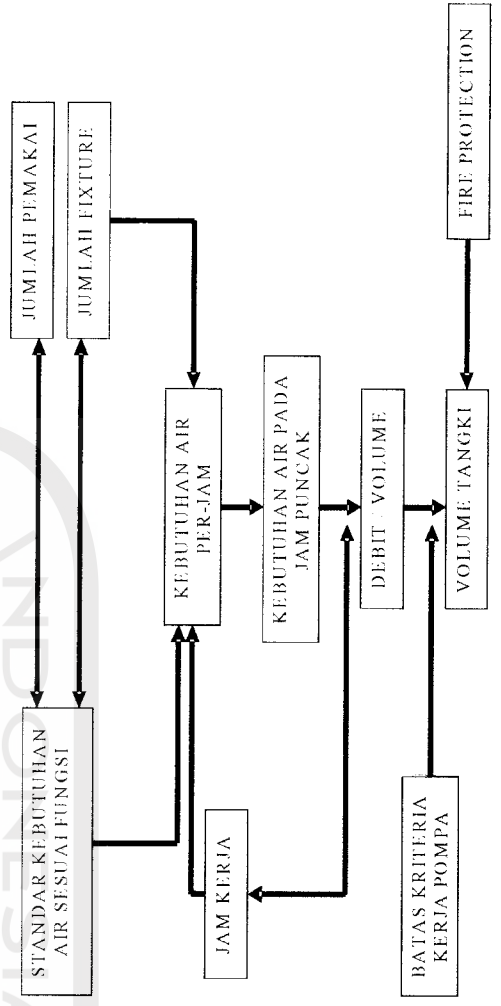 STANDAR KEBUTUHAN
AIR SESUAI FUNGSI
JUMLAH PEMAKAI
JUMLAH FIXTURE
KEBUTUHAN AIR
PER-JAM
JAM KERJA
KEBUTUHAN AIR PADA
JAM PUNCAK
DEBIT / VOLUME
BATAS KRITERIA
KERJA POMPA
VOLUME TANGKI
FIRE PROTECTION
ANDONESIA